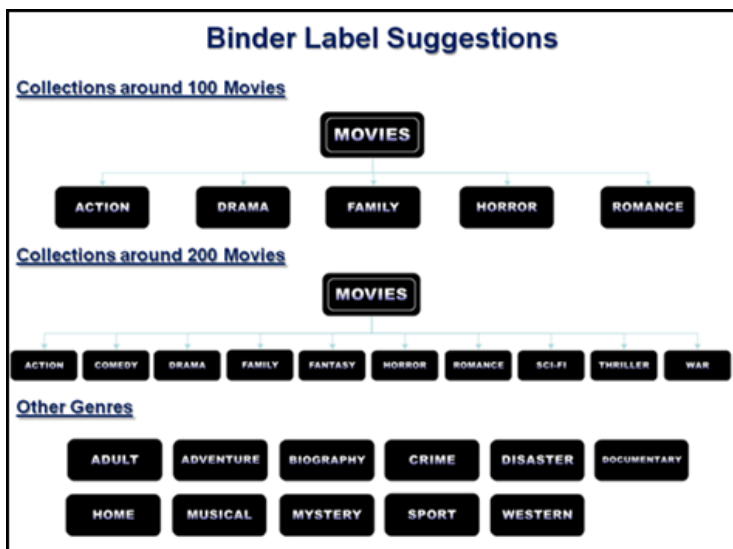 Binder Label Suggestions
Collections around 100 Movies
MOVIES
ACTION DRAMA FAMILY HORROR ROMANCE
Collections around 200 Movies
MOVIES
ACTION COMEDY DRAMA FAMILY FANTASY HORROR ROMANCE SCI-FI THRILLER WAR
Other Genres
ADULT ADVENTURE BIOGRAPHY CRIME DISASTER DOCUMENTARY
HOME MUSICAL MYSTERY SPORT WESTERN